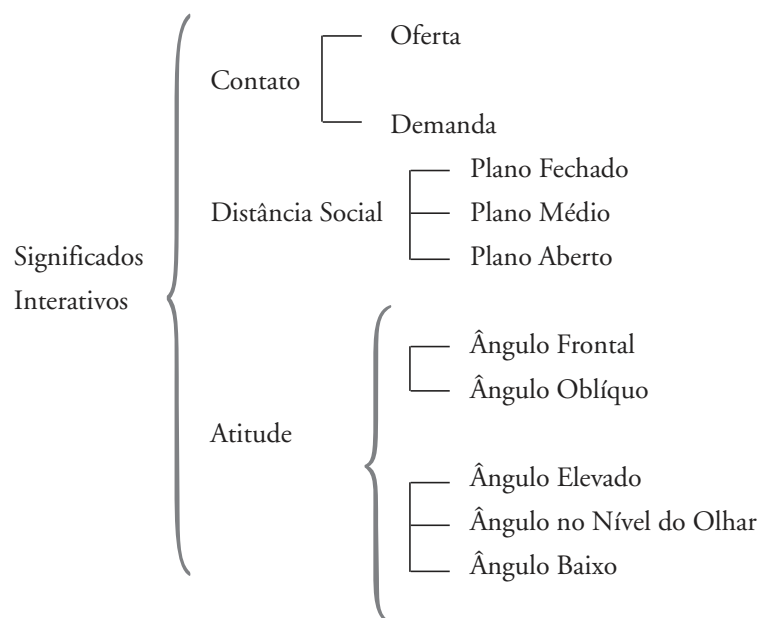 Oferta
Contato
Demanda
Plano Fechado
Distância Social
Plano Médio
Plano Aberto
Significados
Interativos
Ângulo Frontal
Ângulo Oblíquo
Atitude
Ângulo Elevado
Ângulo no Nível do Olhar
Ângulo Baixo